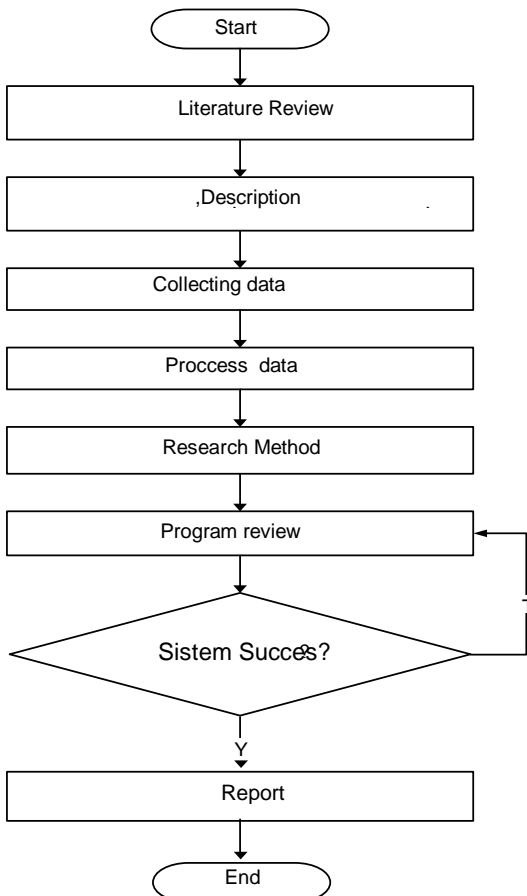 Start
Literature Review
,Description
Collecting data
Proccess data
Research Method
Program review
Sistem Succes?
Y
Report
End